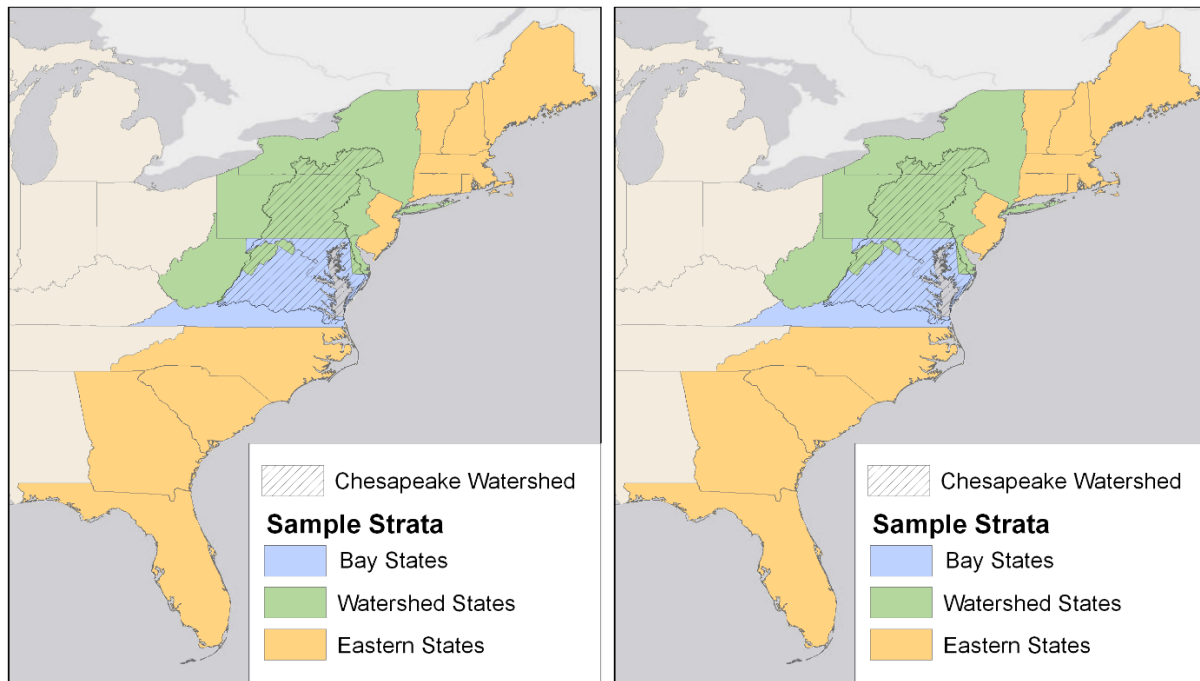 Chesapeake Watershed
Sample Strata
Bay States
Watershed States
Eastern States
Chesapeake Watershed
Sample Strata
Bay States
Watershed States
Eastern States